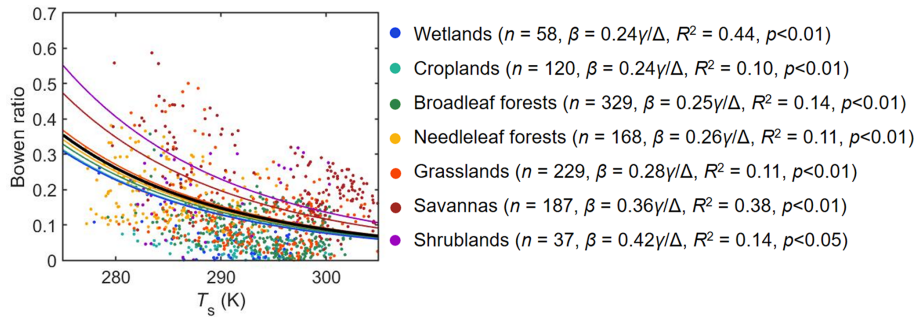 0.7
0.6
0.5
0.4
0.3
0.2
0.1
0
Bowen ratio
280
290
300
Ts (K)
Wetlands (n = 58, β = 0.24γ/Δ, R² = 0.44, p<0.01)
Croplands (n = 120, β = 0.24γ/Δ, R² = 0.10, p<0.01)
Broadleaf forests (n = 329, β = 0.25γ/Δ, R² = 0.14, p<0.01)
Needleleaf forests (n = 168, β = 0.26γ/Δ, R² = 0.11, p<0.01)
Grasslands (n = 229, β = 0.28γ/Δ, R² = 0.11, p<0.01)
Savannas (n = 187, β = 0.36γ/Δ, R² = 0.38, p<0.01)
Shrublands (n = 37, β = 0.42γ/Δ, R² = 0.14, p<0.05)